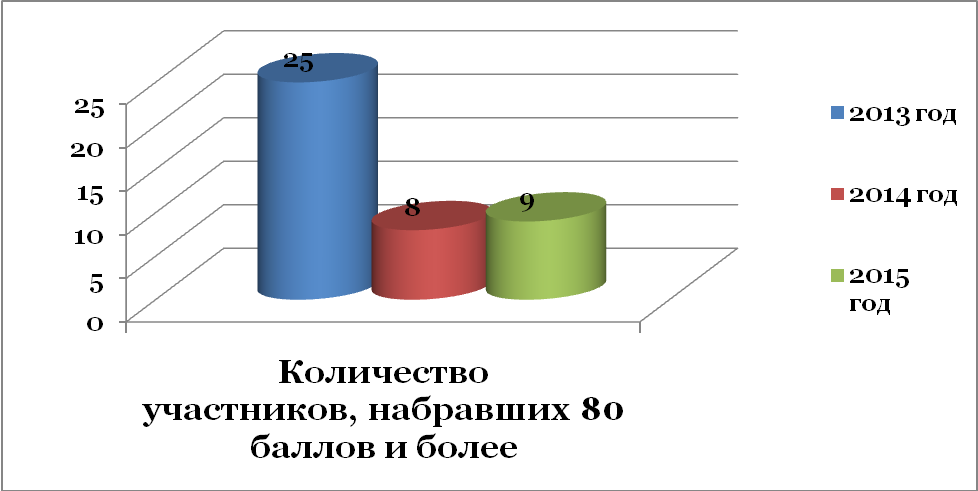 25
8
9
25
20
15
10
5
0
2013 год
2014 год
2015
год
Количество
участников, набравших 80
баллов и более